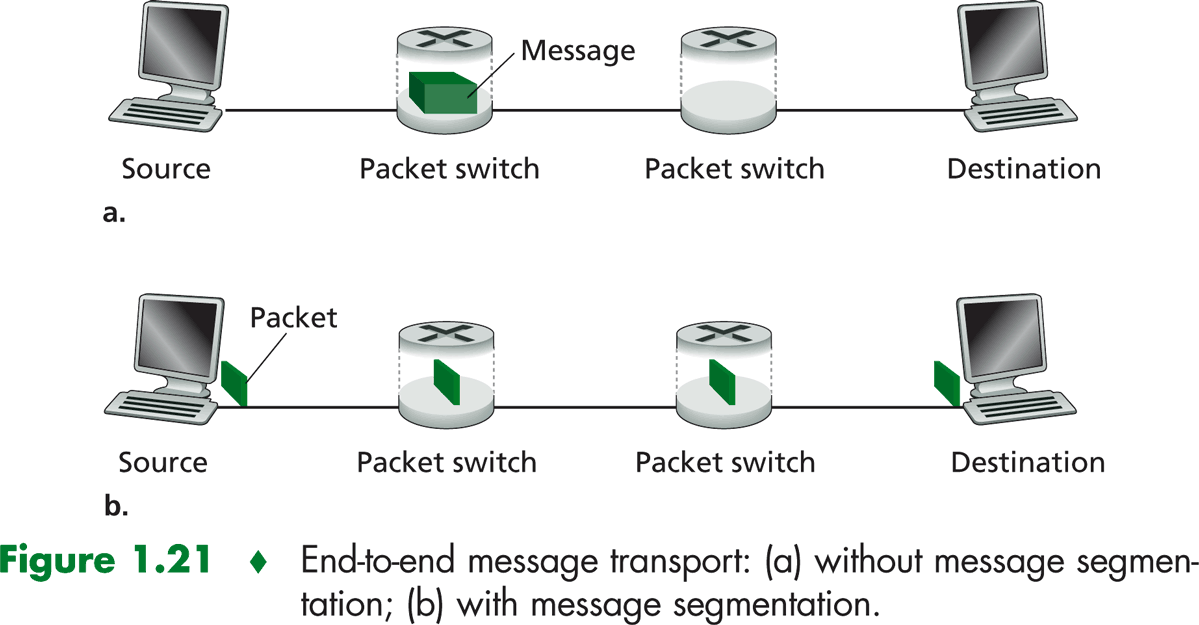 Message
Source Packet switch Packet switch Destination
a.
Packet
Source Packet switch Packet switch Destination
b.
Figure 1.21 ♦ End-to-end message transport: (a) without message segmen-
tation; (b) with message segmentation.